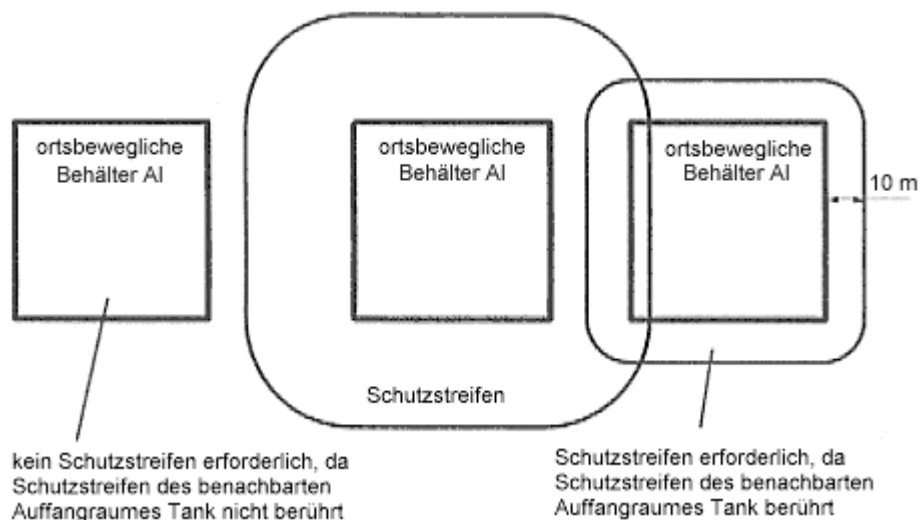 ortsbewegliche
Behälter AI
ortsbewegliche
Behälter AI
ortsbewegliche
Behälter AI
10 m
Schutzstreifen
kein Schutzstreifen erforderlich, da
Schutzstreifen des benachbarten
Auffangraumes Tank nicht berührt
Schutzstreifen erforderlich, da
Schutzstreifen des benachbarten
Auffangraumes Tank berührt